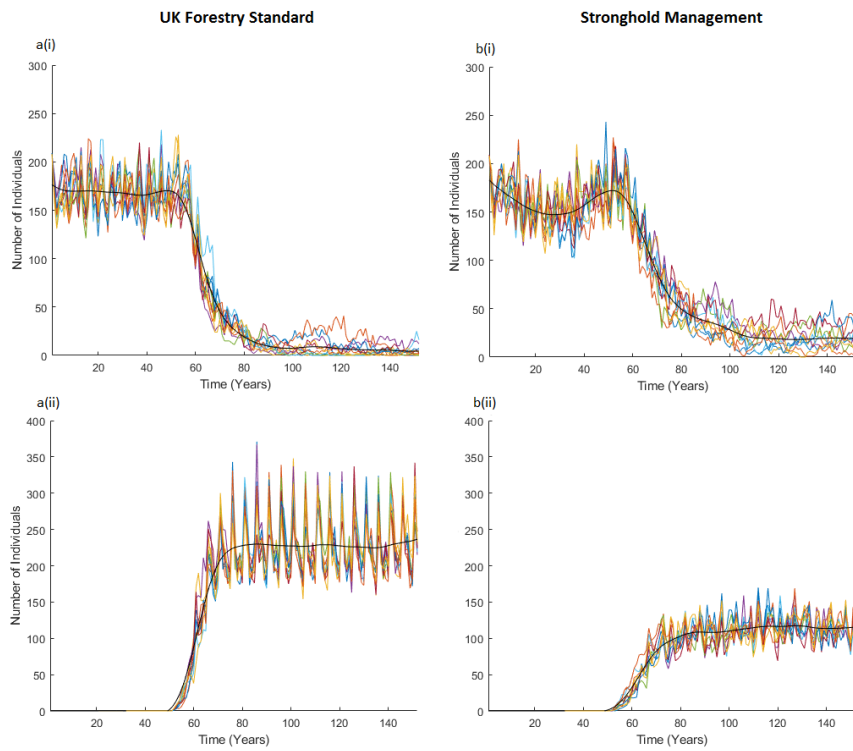 UK Forestry Standard
Stronghold Management
a(i)
300
250
200
150
100
50
0
20 40 60 80 100 120 140
Number of Individuals
Time (Years)
b(i)
300
250
200
150
100
50
0
20 40 60 80 100 120 140
Number of Individuals
Time (Years)
a(ii)
400
350
300
250
200
150
100
50
0
20 40 60 80 100 120 140
Number of Individuals
Time (Years)
b(ii)
400
350
300
250
200
150
100
50
0
20 40 60 80 100 120 140
Number of Individuals
Time (Years)